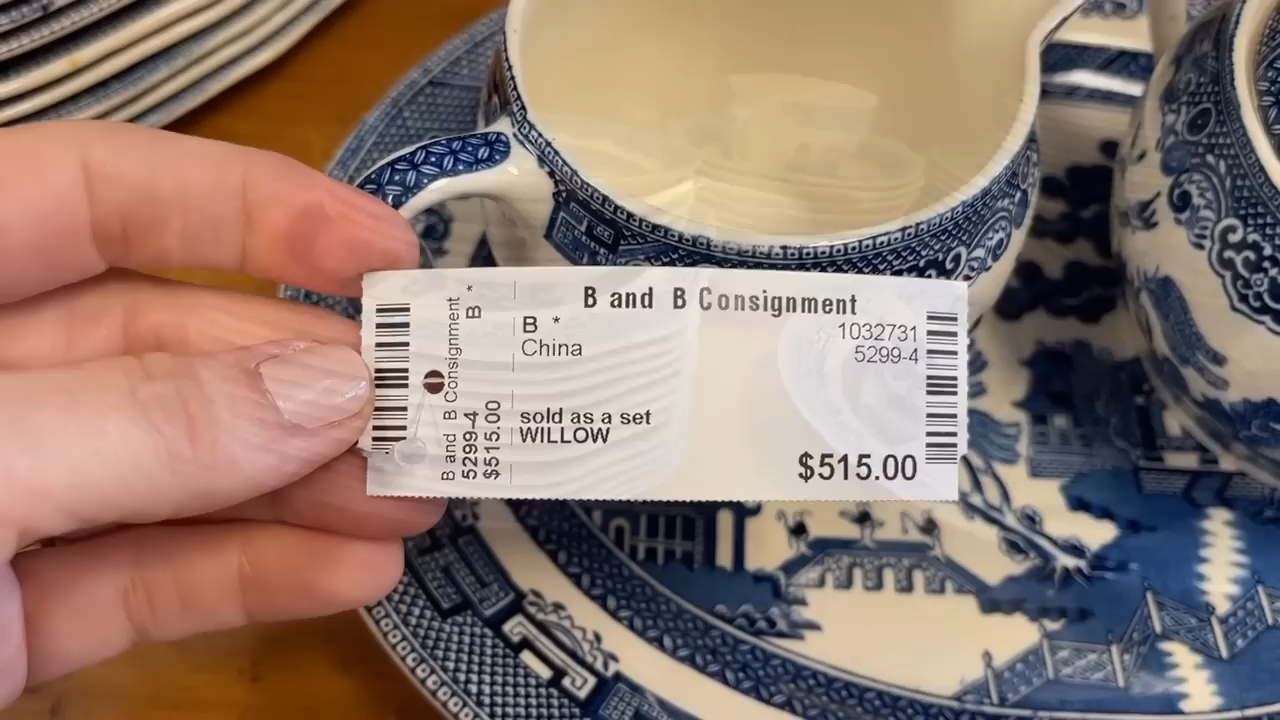 B and B Consignment
B *
B and B Consignment
5299-4
$515.00
B *
China
1032731
5299-4
sold as a set
WILLOW
$515.00